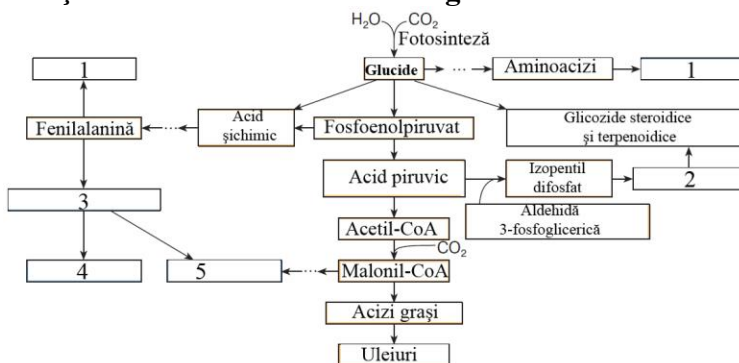 H₂O CO₂
Fotosinteză
1
Glucide
...
Aminoacizi
1
Fenilalanină
...
Acid
șichimic
Fosfoenolpiruvat
Glicozide steroidice
și terpenoidice
Acid piruvic
Izopentil
difosfat
2
3
Aldehidă
3-fosfoglicerică
Acetil-CoA
CO₂
4
5
...
Malonil-CoA
Acizi grași
Uleiuri